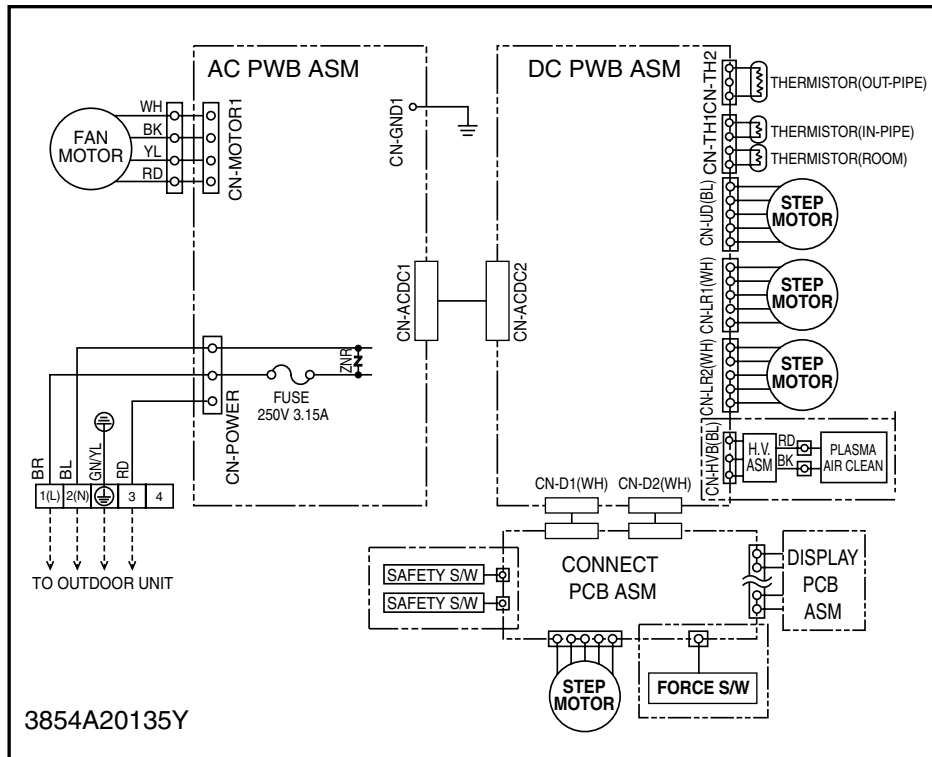 AC PWB ASM
DC PWB ASM
WH
BK
YL
RD
FAN
MOTOR
CN-MOTOR1
CN-GND1
CN-TH2
THERMISTOR(OUT-PIPE)
CN-TH1
THERMISTOR(IN-PIPE)
THERMISTOR(ROOM)
CN-UD(BL)
STEP
MOTOR
CN-ACDC1
CN-ACDC2
CN-LR1(WH)
STEP
MOTOR
CN-LR2(WH)
STEP
MOTOR
ZNR
Z
FUSE
250V 3.15A
CN-POWER
CN-HVB(BL)
H.V.
ASM
RD
BK
PLASMA
AIR CLEAN
BR
BL
GN/YL
RD
1(L)
2(N)
3
4
TO OUTDOOR UNIT
CN-D1(WH)
CN-D2(WH)
CONNECT
PCB ASM
SAFETY S/W
SAFETY S/W
DISPLAY
PCB
ASM
STEP
MOTOR
FORCE S/W
3854A20135Y